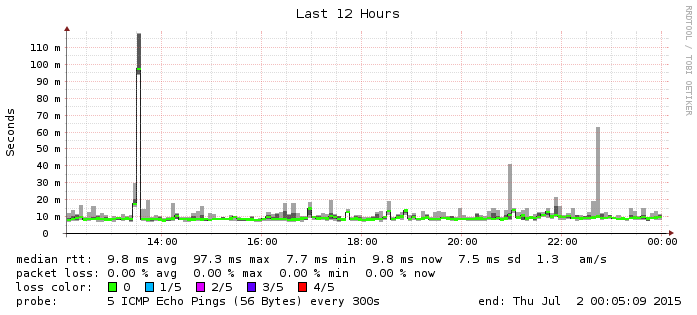 Last 12 Hours
RRDTOOL / TOBI OETIKER
Seconds
110 m
100 m
90 m
80 m
70 m
60 m
50 m
40 m
30 m
20 m
10 m
0
14:00 16:00 18:00 20:00 22:00 00:00
median rtt: 9.8 ms avg 97.3 ms max 7.7 ms min 9.8 ms now 7.5 ms sd 1.3 am/s
packet loss: 0.00 % avg 0.00 % max 0.00 % min 0.00 % now
loss color: 0 1/5 2/5 3/5 4/5
probe: 5 ICMP Echo Pings (56 Bytes) every 300s end: Thu Jul 2 00:05:09 2015